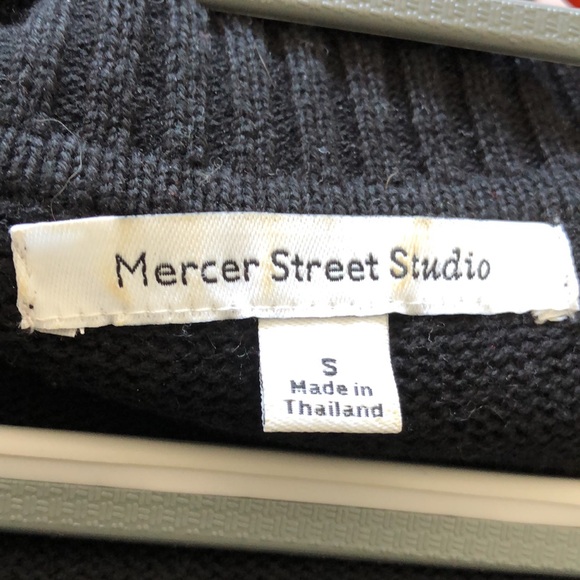 Mercer Street Studio
S
Made in
Thailand